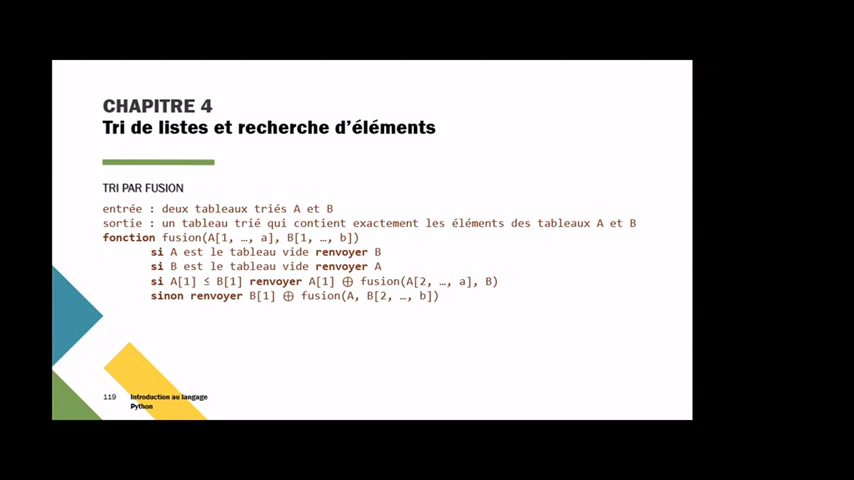 CHAPITRE 4
Tri de listes et recherche d'éléments
TRI PAR FUSION
entrée : deux tableaux triés A et B
sortie : un tableau trié qui contient exactement les éléments des tableaux A et B
fonction fusion(A[1, …, a], B[1, …, b])
si A est le tableau vide renvoyer B
si B est le tableau vide renvoyer A
si A[1] ≤ B[1] renvoyer A[1] ⊕ fusion(A[2, …, a], B)
sinon renvoyer B[1] ⊕ fusion(A, B[2, …, b])
119
Introduction au langage
Python